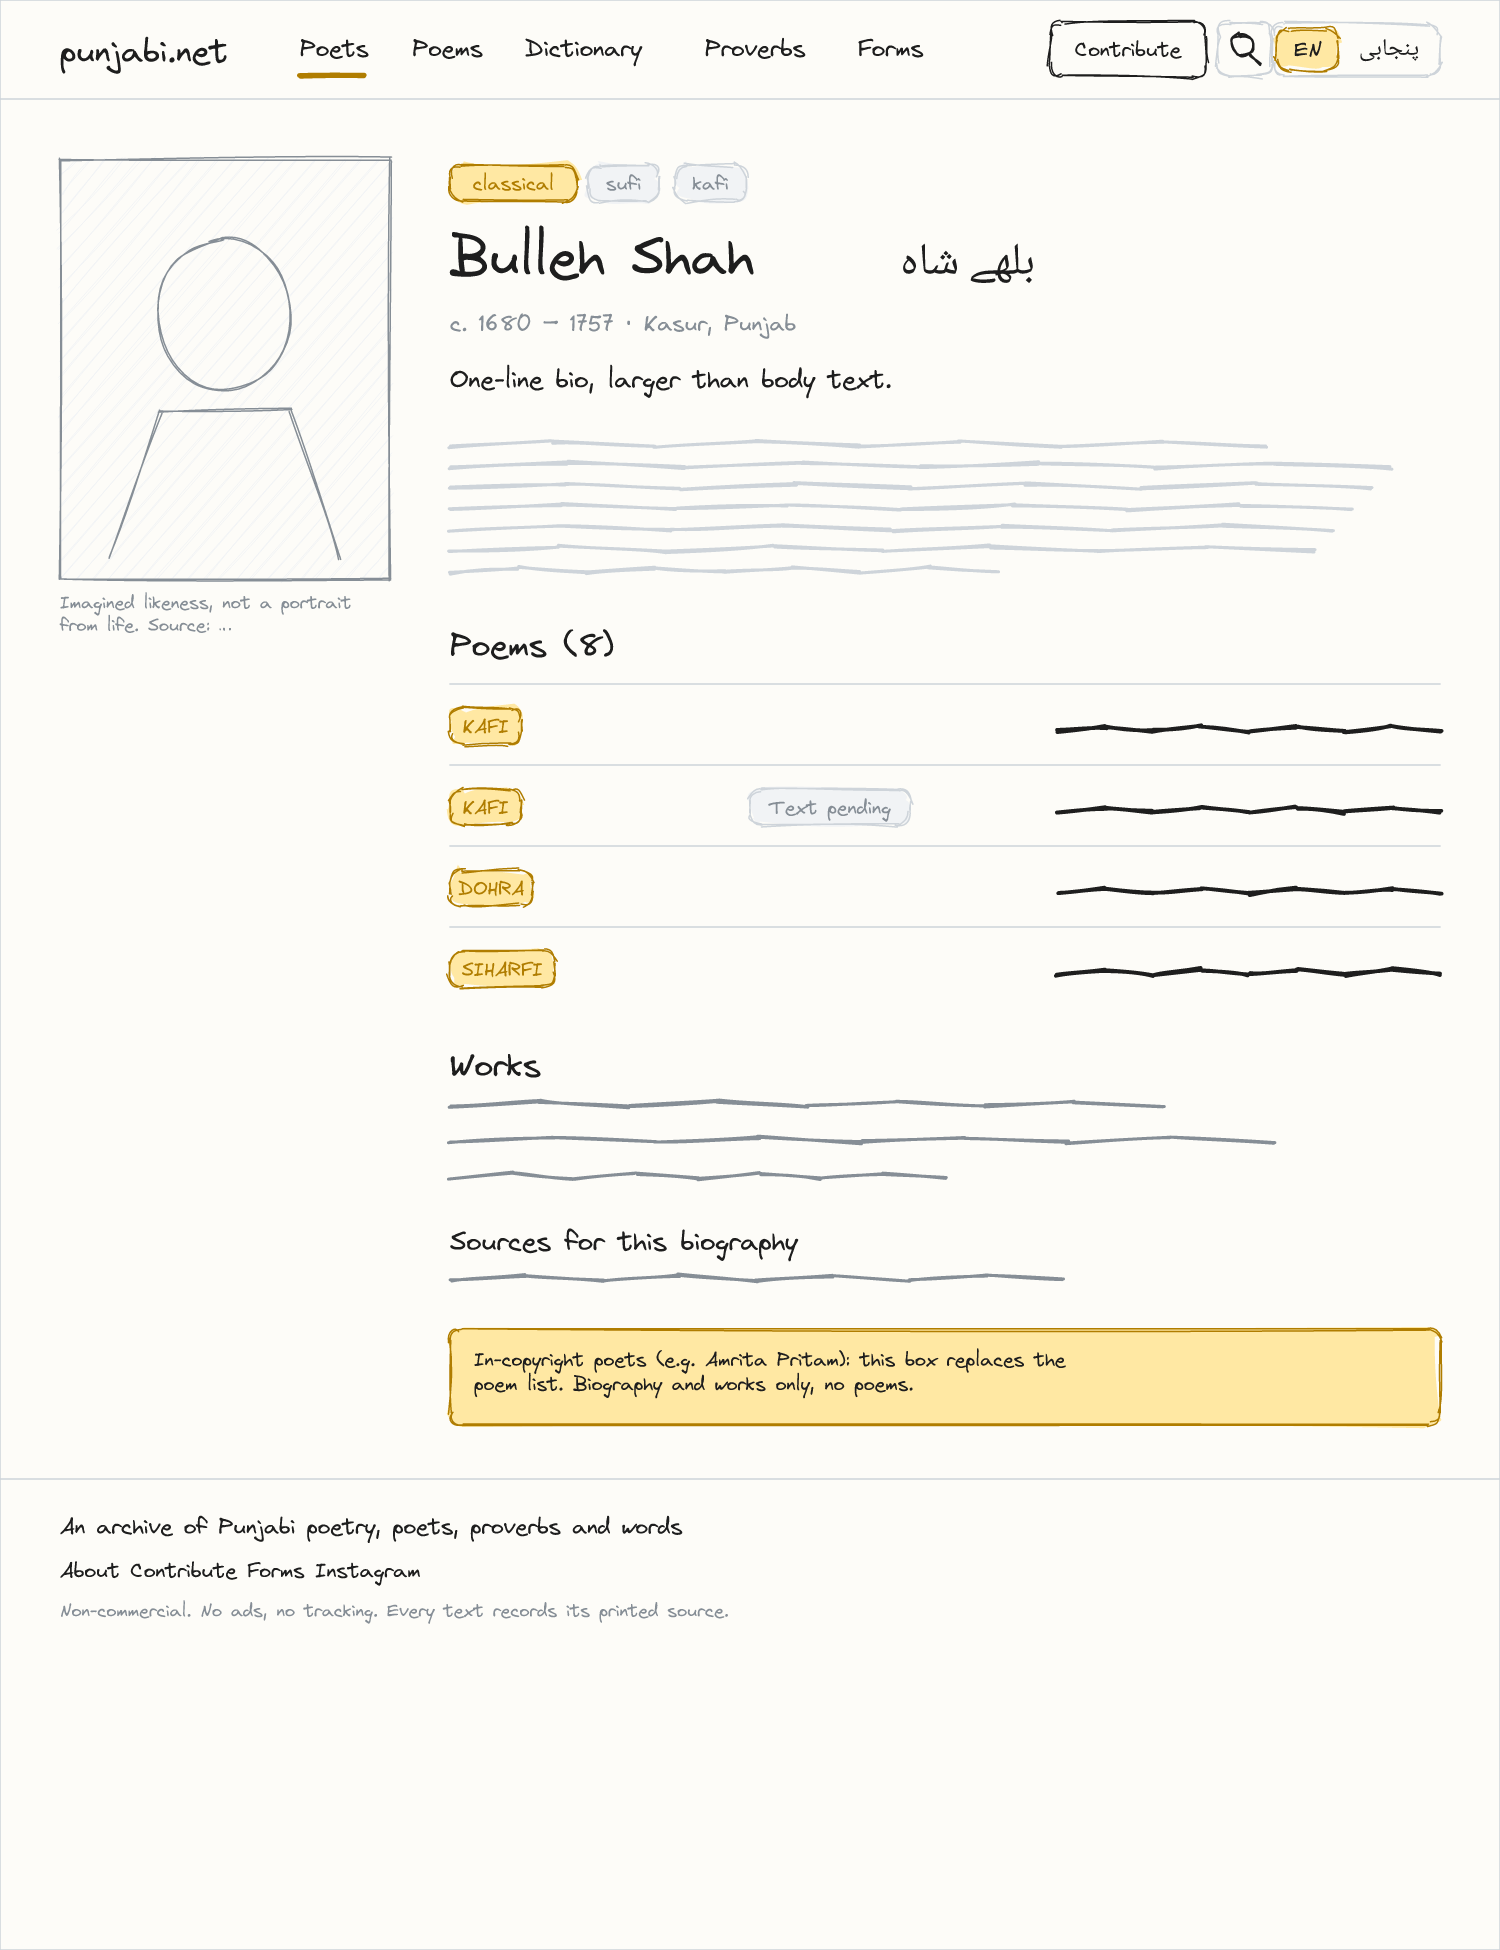 punjabi.net
Poets Poems Dictionary Proverbs Forms
Contribute
EN پنجابی
classical sufi kafi
Bulleh Shah بلھے شاہ
c. 1680 – 1757 · Kasur, Punjab
One-line bio, larger than body text.
Imagined likeness, not a portrait
from life. Source: ...
Poems (8)
KAFI
KAFI Text pending
DOHRA
SIHARFI
Works
Sources for this biography
In-copyright poets (e.g. Amrita Pritam): this box replaces the
poem list. Biography and works only, no poems.
An archive of Punjabi poetry, poets, proverbs and words
About Contribute Forms Instagram
Non-commercial. No ads, no tracking. Every text records its printed source.